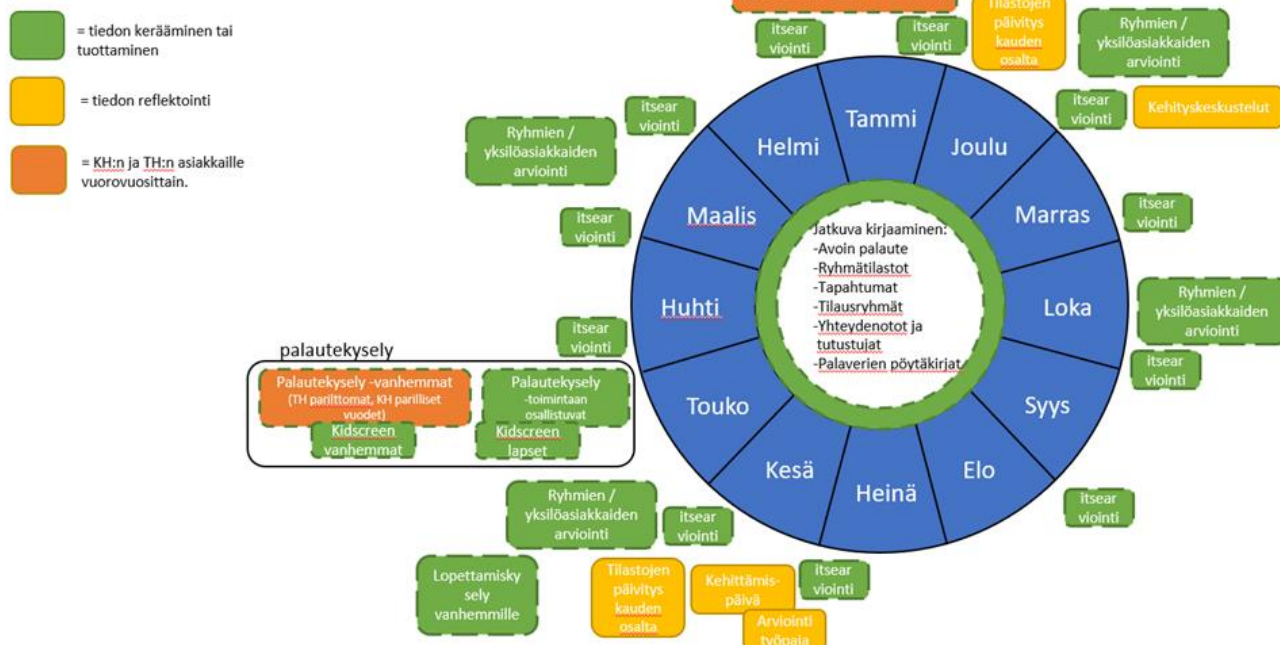 = tiedon kerääminen tai
tuottaminen
= tiedon reflektointi
= KH:n ja TH:n asiakkaille
vuorovuosittain.
itsear
viointi
itsear
viointi
Tilastojen
päivitys
kauden
osalta
Ryhmien /
yksilöasiakkaiden
arviointi
itsear
viointi
Kehityskeskustelut
itsear
viointi
Ryhmien /
yksilöasiakkaiden
arviointi
itsear
viointi
itsear
viointi
Ryhmien /
yksilöasiakkaiden
arviointi
itsear
viointi
itsear
viointi
Tammi
Joulu
Marras
Loka
Syys
Elo
Heinä
Kesä
Touko
Huhti
Maalis
Helmi
Jatkuva kirjaaminen:
-Avoin palaute
-Ryhmätilastot
-Tapahtumat
-Tilausryhmät
-Yhteydenotot ja
tutustujat
-Palaverien pöytäkirjat
itsear
viointi
palautekysely
Palautekysely -vanhemmat
(TH parilttomat, KH parilliset
vuodet)
Kidscreen
vanhemmat
Palautekysely
-toimintaan
osallistuvat
Kidscreen
lapset
Ryhmien /
yksilöasiakkaiden
arviointi
itsear
viointi
Lopettamisky
sely
vanhemmille
Tilastojen
päivitys
kauden
osalta
Kehittämis-
päivä
Arviointi
työpaja
itsear
viointi